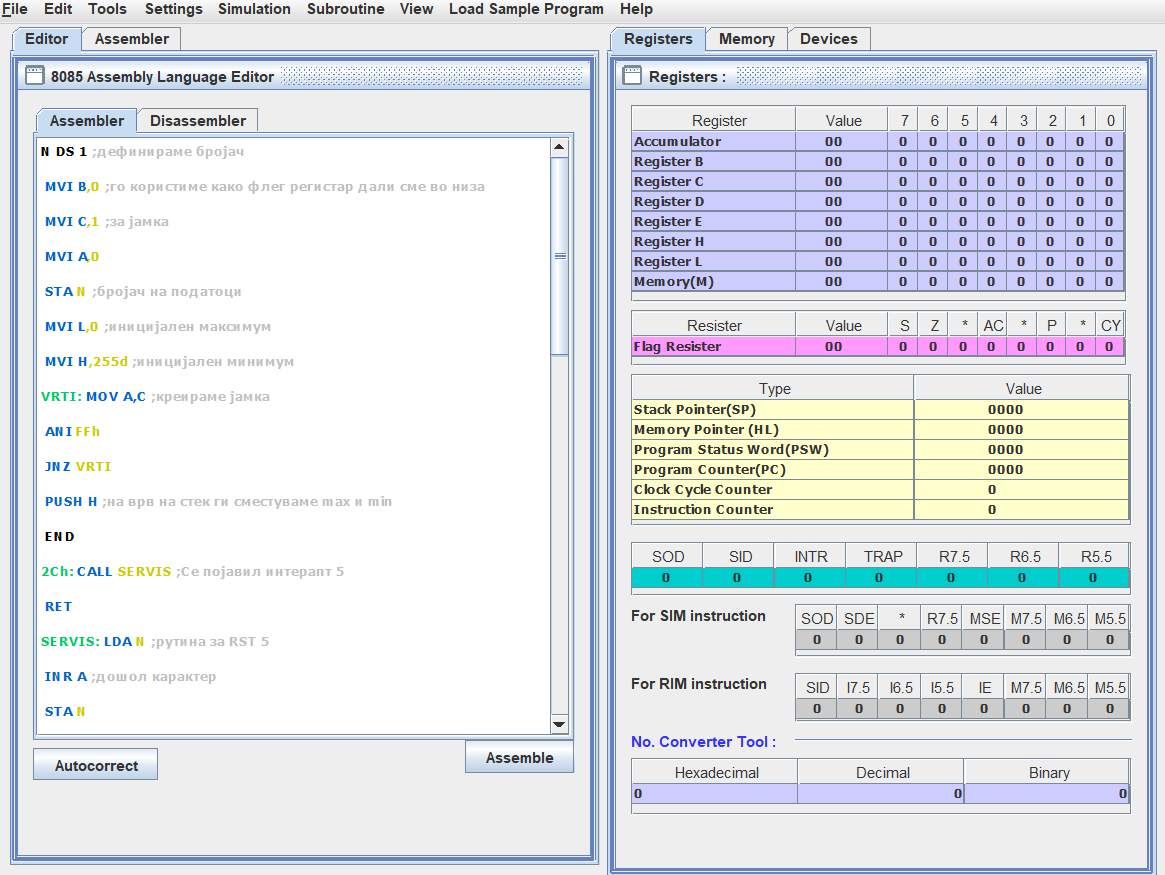 File Edit Tools Settings Simulation Subroutine View Load Sample Program Help
Editor Assembler
8085 Assembly Language Editor
Assembler Disassembler
N DS 1 ;дефинираме бројач
MVI B,0 ;го користиме како флег регистар дали сме во низа
MVI C,1 ;за јамка
MVI A,0
STA N ;бројач на податоци
MVI L,0 ;иницијален максимум
MVI H,255d ;иницијален минимум
VRTI: MOV A,C ;креираме јамка
ANI FFh
JNZ VRTI
PUSH H ;на врв на стек ги сместуваме max и min
END
2Ch: CALL SERVIS ;Се појавил интерапт 5
RET
SERVIS: LDA N ;рутина за RST 5
INR A ;дошол карактер
STA N
Autocorrect Assemble
Registers Memory Devices
Registers :
Register Value 7 6 5 4 3 2 1 0
Accumulator 00 0 0 0 0 0 0 0 0
Register B 00 0 0 0 0 0 0 0 0
Register C 00 0 0 0 0 0 0 0 0
Register D 00 0 0 0 0 0 0 0 0
Register E 00 0 0 0 0 0 0 0 0
Register H 00 0 0 0 0 0 0 0 0
Register L 00 0 0 0 0 0 0 0 0
Memory(M) 00 0 0 0 0 0 0 0 0
Resister Value S Z * AC * P * CY
Flag Resister 00 0 0 0 0 0 0 0 0
Type Value
Stack Pointer(SP) 0000
Memory Pointer (HL) 0000
Program Status Word(PSW) 0000
Program Counter(PC) 0000
Clock Cycle Counter 0
Instruction Counter 0
SOD SID INTR TRAP R7.5 R6.5 R5.5
0 0 0 0 0 0 0
For SIM instruction
SOD SDE * R7.5 MSE M7.5 M6.5 M5.5
0 0 0 0 0 0 0 0
For RIM instruction
SID I7.5 I6.5 I5.5 IE M7.5 M6.5 M5.5
0 0 0 0 0 0 0 0
No. Converter Tool :
Hexadecimal Decimal Binary
0 0 0